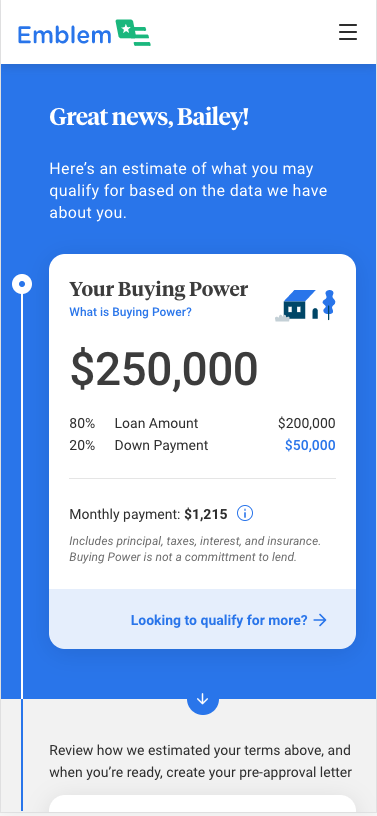 Emblem
Great news, Bailey!
Here's an estimate of what you may
qualify for based on the data we have
about you.
Your Buying Power
What is Buying Power?
$250,000
80% Loan Amount $200,000
20% Down Payment $50,000
Monthly payment: $1,215
Includes principal, taxes, interest, and insurance.
Buying Power is not a committment to lend.
Looking to qualify for more?
Review how we estimated your terms above, and
when you're ready, create your pre-approval letter